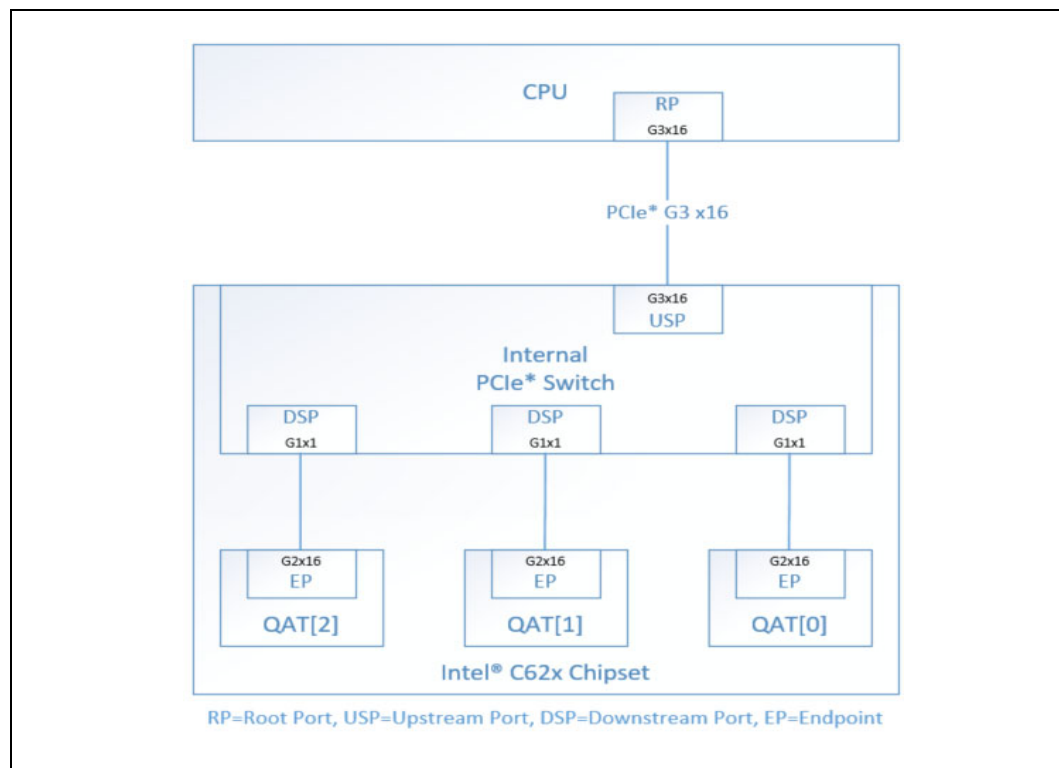 CPU
RP
G3x16
PCIe* G3 x16
G3x16
USP
Internal
PCIe* Switch
DSP DSP DSP
G1x1 G1x1 G1x1
G2x16 G2x16 G2x16
EP EP EP
QAT[2] QAT[1] QAT[0]
Intel® C62x Chipset
RP=Root Port, USP=Upstream Port, DSP=Downstream Port, EP=Endpoint